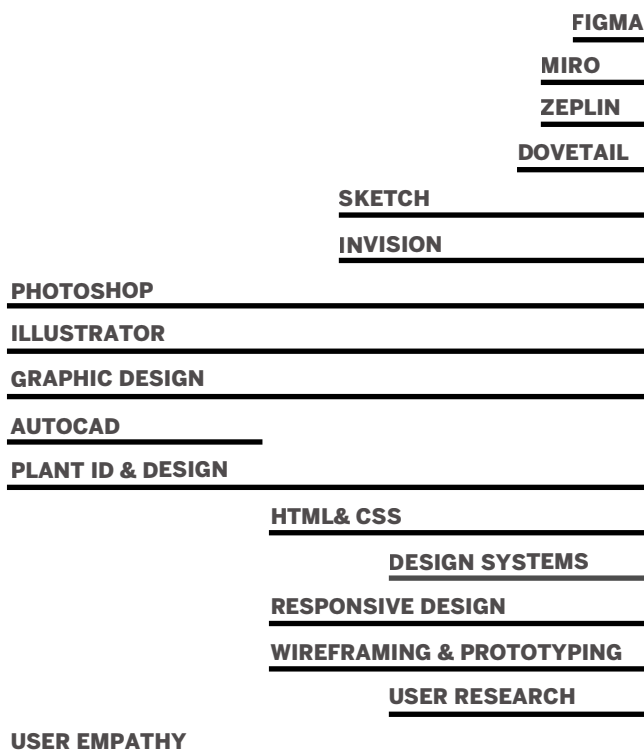 FIGMA
MIRO
ZEPLIN
DOVETAIL
SKETCH
INVISION
PHOTOSHOP
ILLUSTRATOR
GRAPHIC DESIGN
AUTOCAD
PLANT ID & DESIGN
HTML& CSS
DESIGN SYSTEMS
RESPONSIVE DESIGN
WIREFRAMING & PROTOTYPING
USER RESEARCH
USER EMPATHY